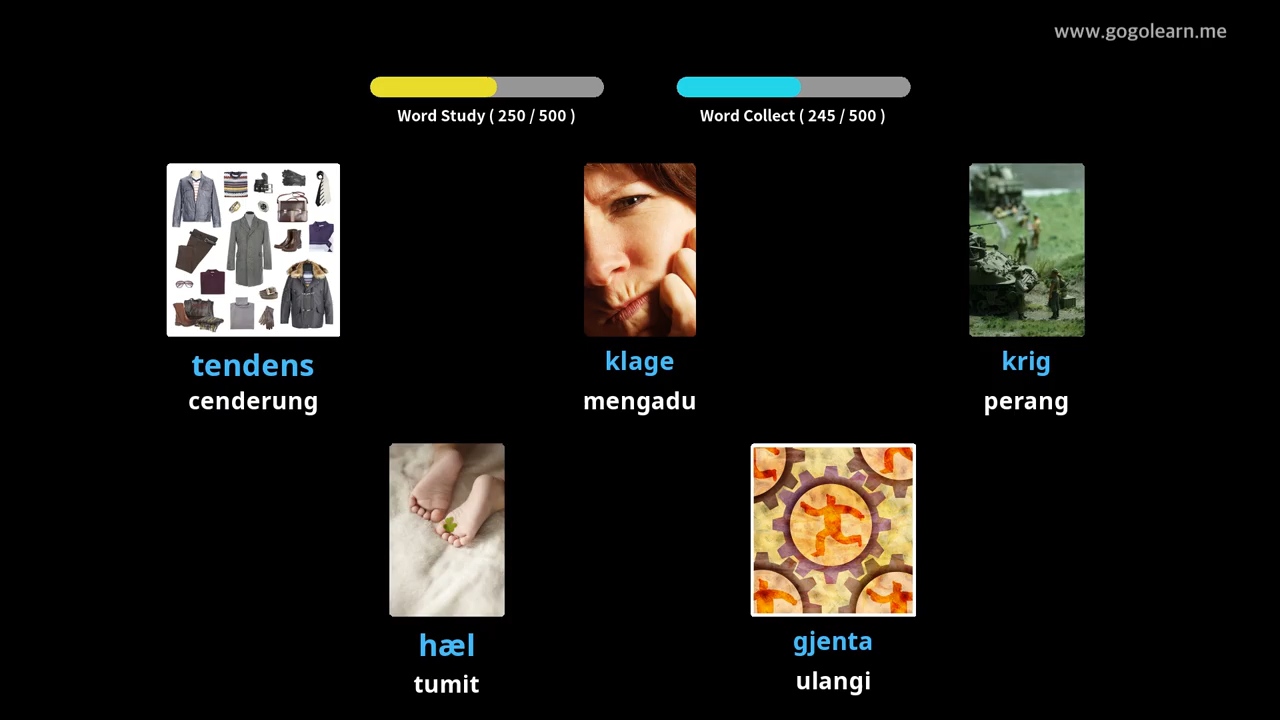 www.gogolearn.me
Word Study ( 250 / 500 )
Word Collect ( 245 / 500 )
tendens
cenderung
klage
mengadu
krig
perang
hæl
tumit
gjenta
ulangi